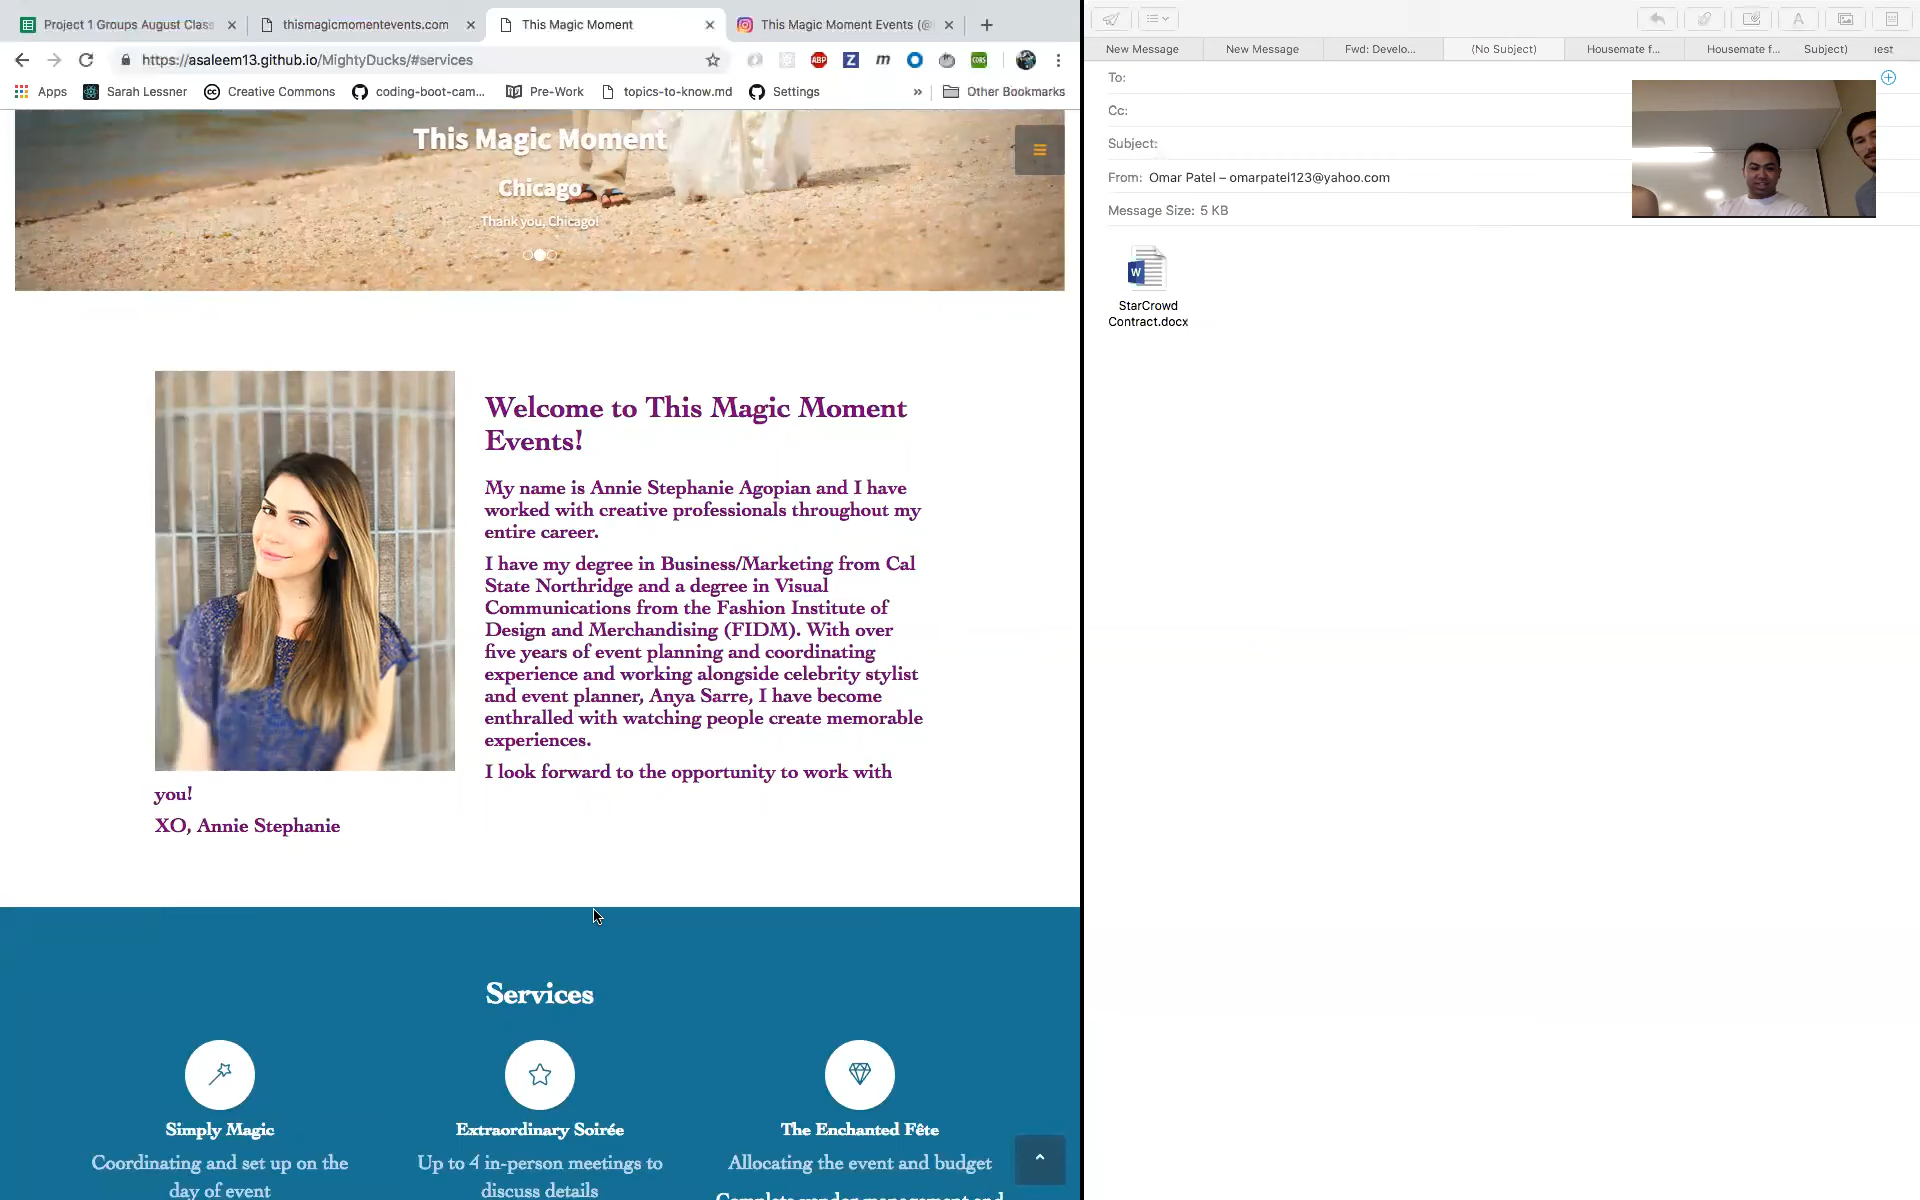 Project 1 Groups August Class
thismagicmomentevents.com
This Magic Moment
This Magic Moment Events (@
https://asaleem13.github.io/MightyDucks/#services
ABP
Z
m
CORS
Apps
Sarah Lessner
Creative Commons
coding-boot-cam...
Pre-Work
topics-to-know.md
Settings
»
Other Bookmarks
This Magic Moment
Chicago
Thank you, Chicago!
Welcome to This Magic Moment
Events!
My name is Annie Stephanie Agopian and I have
worked with creative professionals throughout my
entire career.
I have my degree in Business/Marketing from Cal
State Northridge and a degree in Visual
Communications from the Fashion Institute of
Design and Merchandising (FIDM). With over
five years of event planning and coordinating
experience and working alongside celebrity stylist
and event planner, Anya Sarre, I have become
enthralled with watching people create memorable
experiences.
I look forward to the opportunity to work with
you!
XO, Annie Stephanie
Services
Simply Magic
Coordinating and set up on the
day of event
Extraordinary Soirée
Up to 4 in-person meetings to
discuss details
The Enchanted Fête
Allocating the event and budget
Complete vendor management and
New Message
New Message
Fwd: Develo...
(No Subject)
Housemate f...
Housemate f...
Subject)
est
To:
Cc:
Subject:
From: Omar Patel – omarpatel123@yahoo.com
Message Size: 5 KB
W
StarCrowd
Contract.docx